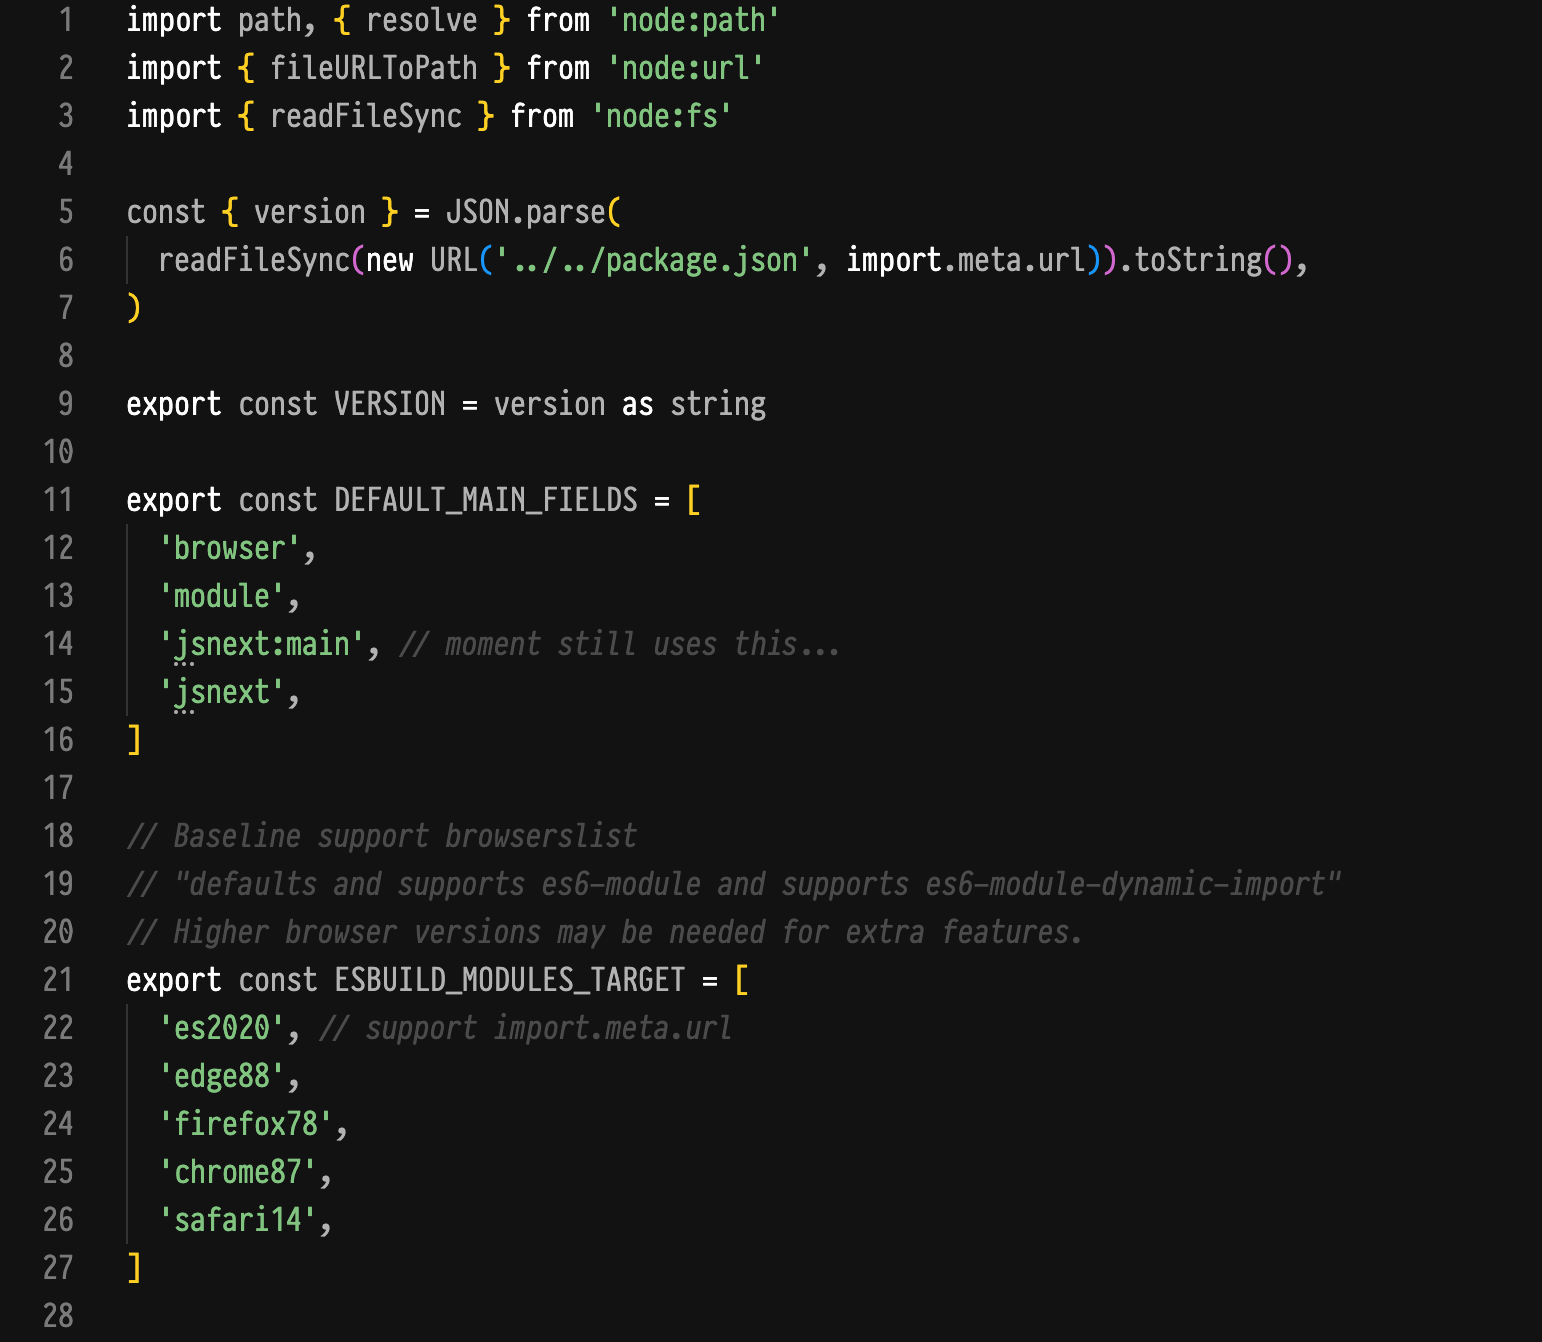 1 import path, { resolve } from 'node:path'
2 import { fileURLToPath } from 'node:url'
3 import { readFileSync } from 'node:fs'
4
5 const { version } = JSON.parse(
6   readFileSync(new URL('../../package.json', import.meta.url)).toString(),
7 )
8
9 export const VERSION = version as string
10
11 export const DEFAULT_MAIN_FIELDS = [
12   'browser',
13   'module',
14   'jsnext:main', // moment still uses this...
15   'jsnext',
16 ]
17
18 // Baseline support browserslist
19 // "defaults and supports es6-module and supports es6-module-dynamic-import"
20 // Higher browser versions may be needed for extra features.
21 export const ESBUILD_MODULES_TARGET = [
22   'es2020', // support import.meta.url
23   'edge88',
24   'firefox78',
25   'chrome87',
26   'safari14',
27 ]
28